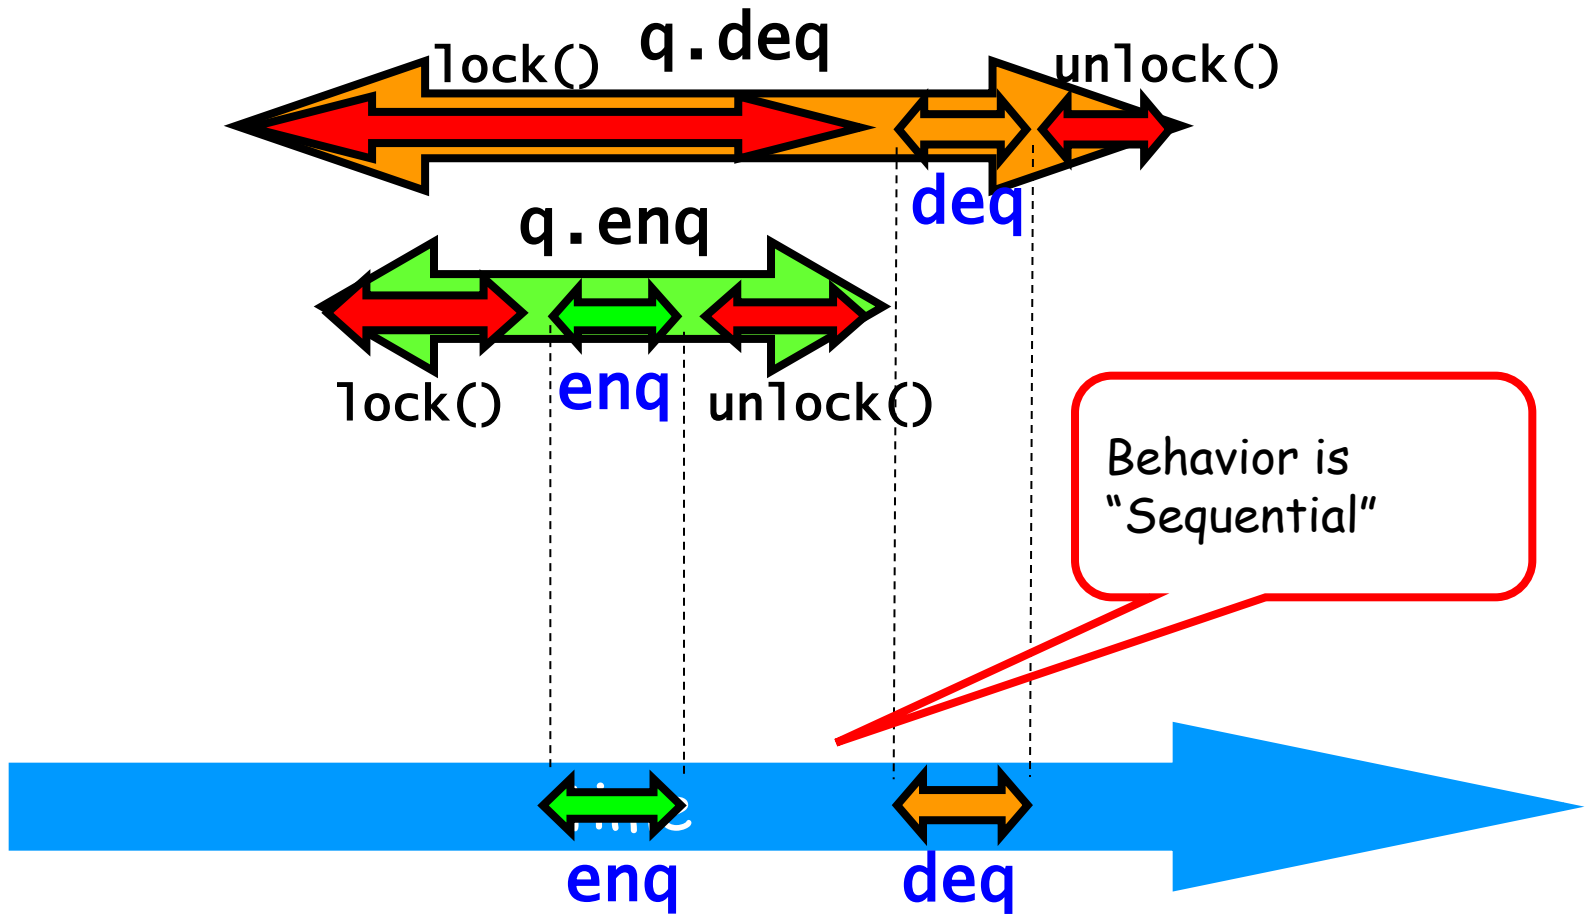 q.deq
lock()
unlock()
deq
q.enq
lock()
enq
unlock()
Behavior is
“Sequential”
enq
deq